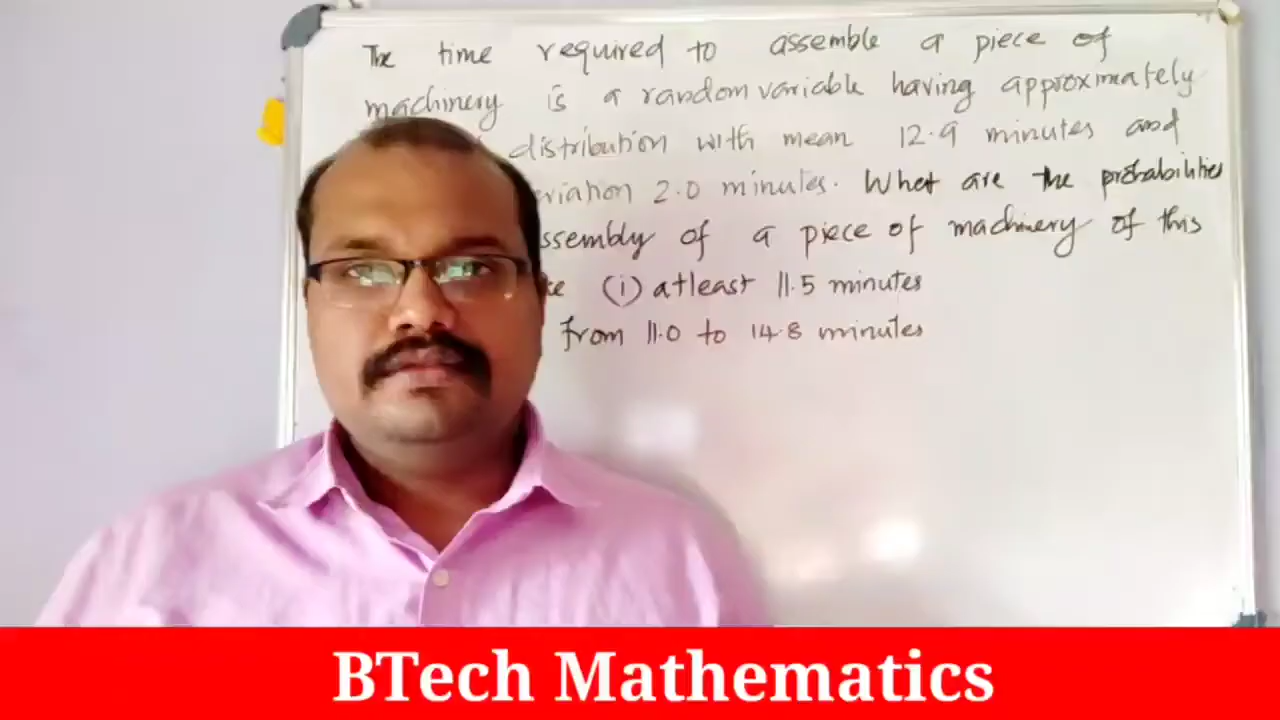 The time required to assemble a piece of
machinery is a random variable having approximately
distribution with mean 12.9 minutes and
2.0 minutes. What are the probabilities
of a piece of machinery of this
(i) atleast 11.5 minutes
from 11.0 to 14.8 minutes
BTech Mathematics